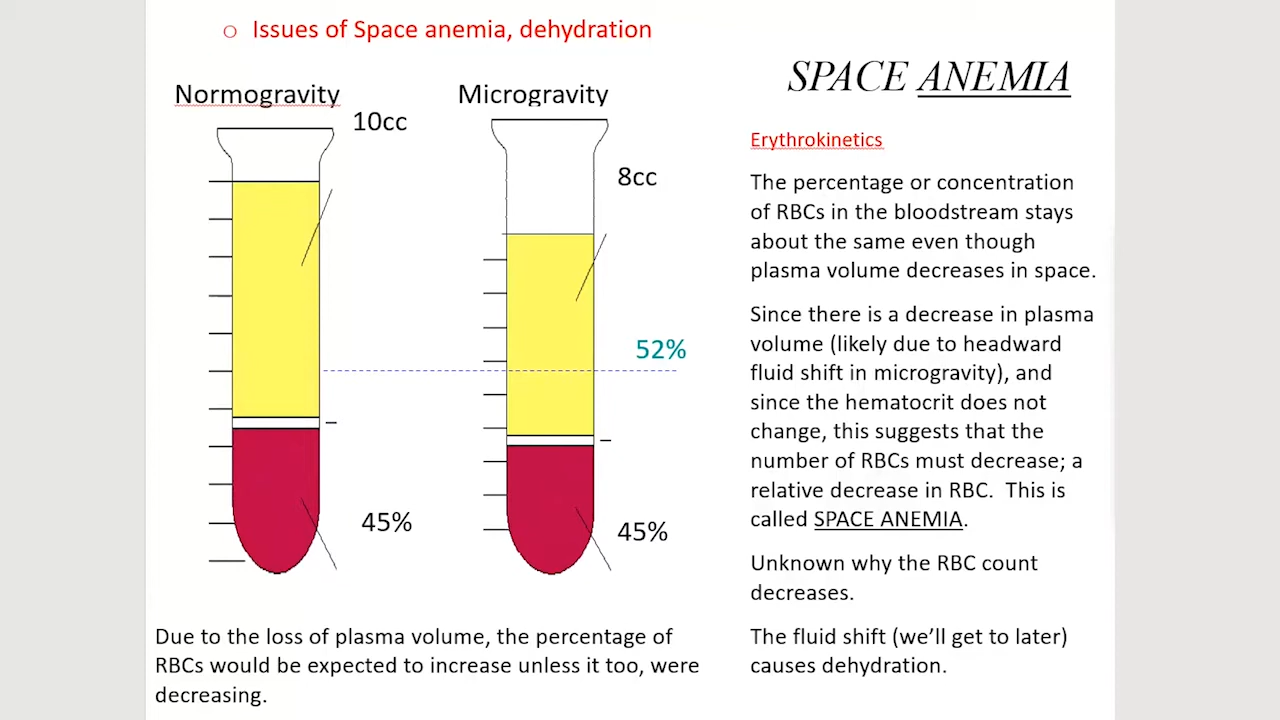 o Issues of Space anemia, dehydration
SPACE ANEMIA
Normogravity
Microgravity
10cc
8cc
52%
45%
45%
Due to the loss of plasma volume, the percentage of
RBCs would be expected to increase unless it too, were
decreasing.
Erythrokinetics
The percentage or concentration
of RBCs in the bloodstream stays
about the same even though
plasma volume decreases in space.
Since there is a decrease in plasma
volume (likely due to headward
fluid shift in microgravity), and
since the hematocrit does not
change, this suggests that the
number of RBCs must decrease; a
relative decrease in RBC.  This is
called SPACE ANEMIA.
Unknown why the RBC count
decreases.
The fluid shift (we’ll get to later)
causes dehydration.